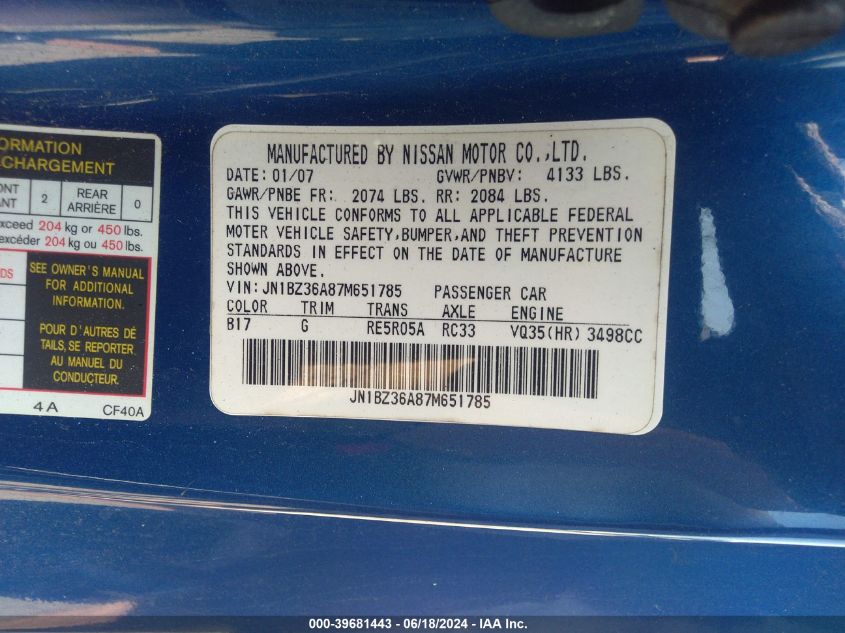 ORMATION
CHARGEMENT
ONT
ANT
2
REAR
ARRIÈRE
0
exceed 204 kg or 450 lbs.
excéder 204 kg ou 450 lbs.
SEE OWNER'S MANUAL
FOR ADDITIONAL
INFORMATION.
POUR D'AUTRES DÉ
TAILS, SE REPORTER
AU MANUEL DU
CONDUCTEUR.
4A CF40A
MANUFACTURED BY NISSAN MOTOR CO.,LTD.
DATE: 01/07 GVWR/PNBV: 4133 LBS.
GAWR/PNBE FR: 2074 LBS. RR: 2084 LBS.
THIS VEHICLE CONFORMS TO ALL APPLICABLE FEDERAL
MOTER VEHICLE SAFETY,BUMPER,AND THEFT PREVENTION
STANDARDS IN EFFECT ON THE DATE OF MANUFACTURE
SHOWN ABOVE.
VIN: JN1BZ36A87M651785 PASSENGER CAR
COLOR TRIM TRANS AXLE ENGINE
B17 G RE5R05A RC33 VQ35(HR) 3498CC
JN1BZ36A87M651785
000-39681443 - 06/18/2024 - IAA Inc.